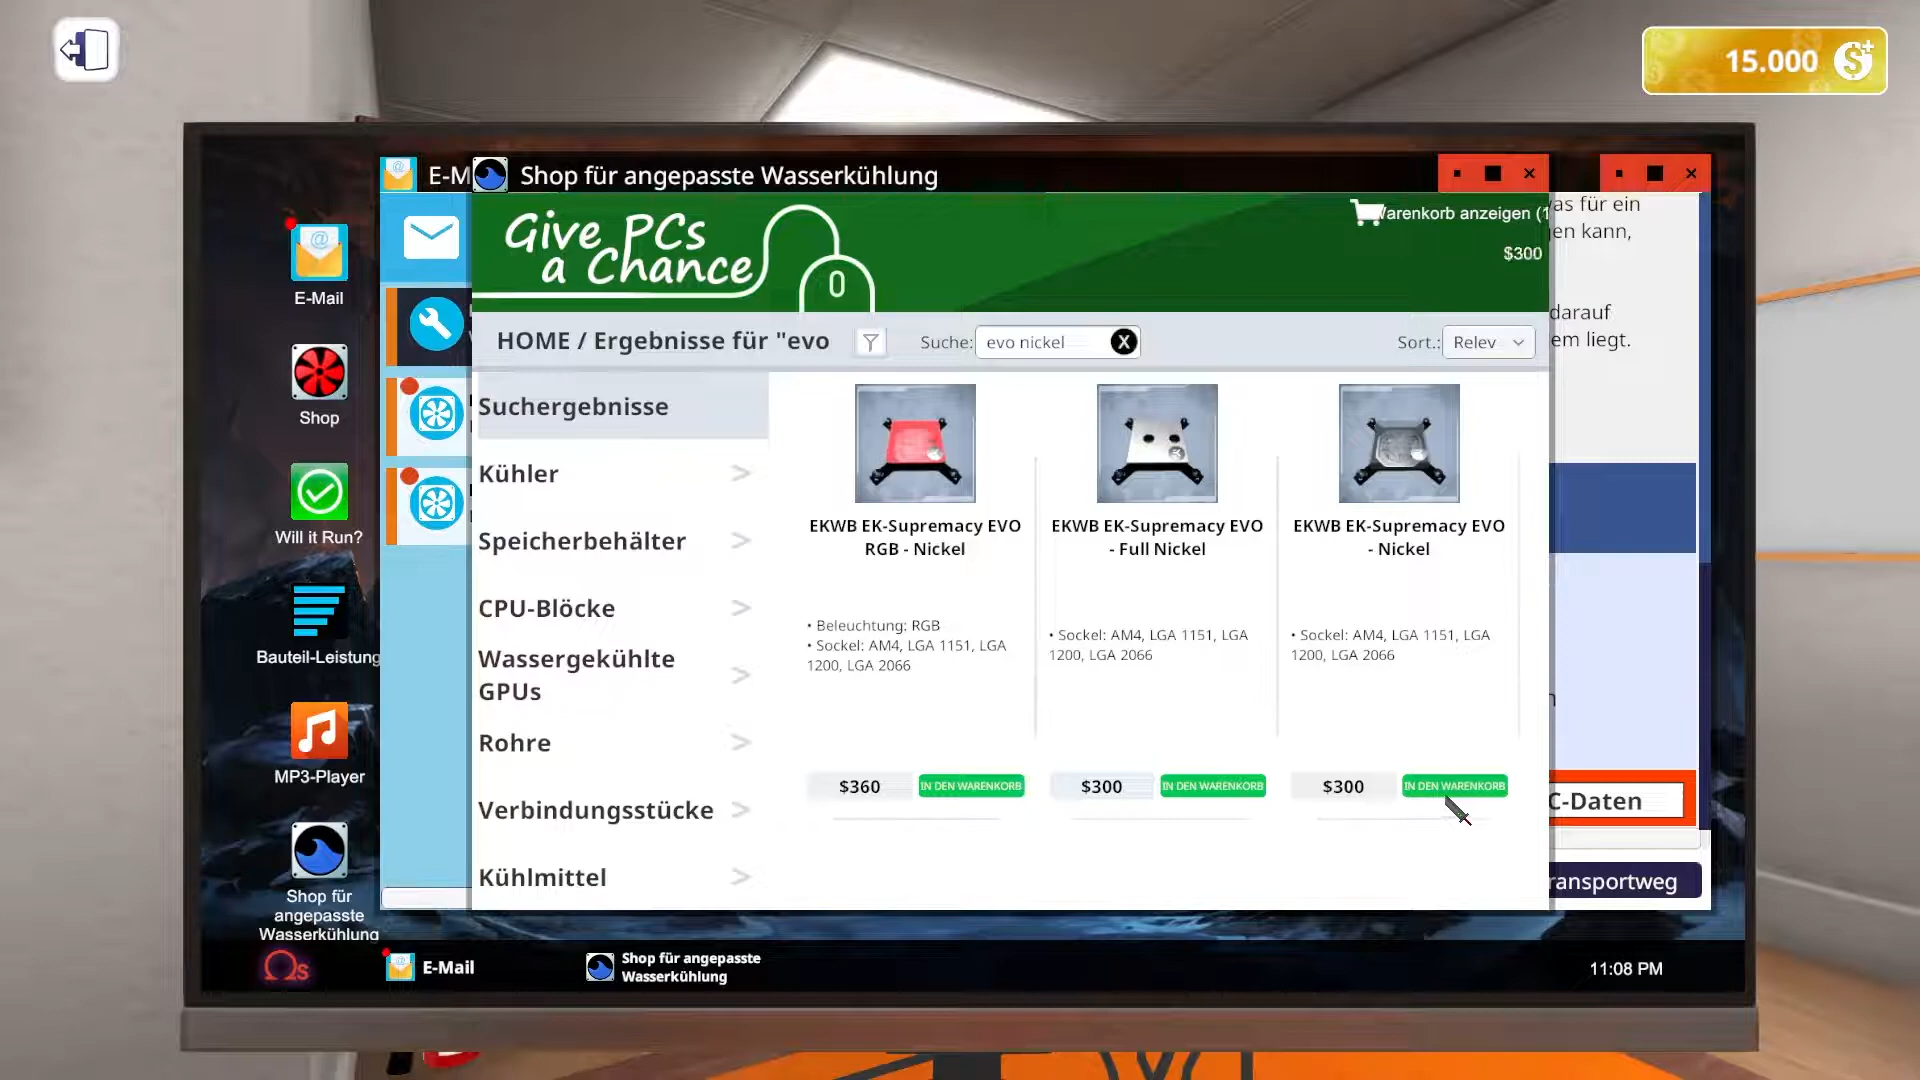 15.000
E-M
Shop für angepasste Wasserkühlung
Give PCs
a Chance
arenkorb anzeigen (1
$300
as für ein
en kann,
darauf
em liegt.
HOME / Ergebnisse für "evo
Suche:
evo nickel
X
Sort.:
Relev
Suchergebnisse
Kühler
Speicherbehälter
CPU-Blöcke
Wassergekühlte
GPUs
Rohre
Verbindungsstücke
Kühlmittel
EKWB EK-Supremacy EVO
RGB - Nickel
• Beleuchtung: RGB
• Sockel: AM4, LGA 1151, LGA
1200, LGA 2066
$360
IN DEN WARENKORB
EKWB EK-Supremacy EVO
- Full Nickel
• Sockel: AM4, LGA 1151, LGA
1200, LGA 2066
$300
IN DEN WARENKORB
EKWB EK-Supremacy EVO
- Nickel
• Sockel: AM4, LGA 1151, LGA
1200, LGA 2066
$300
IN DEN WARENKORB
C-Daten
ransportweg
E-Mail
Shop
Will it Run?
Bauteil-Leistung
MP3-Player
Shop für
angepasste
Wasserkühlung
Ωs
E-Mail
Shop für angepasste
Wasserkühlung
11:08 PM